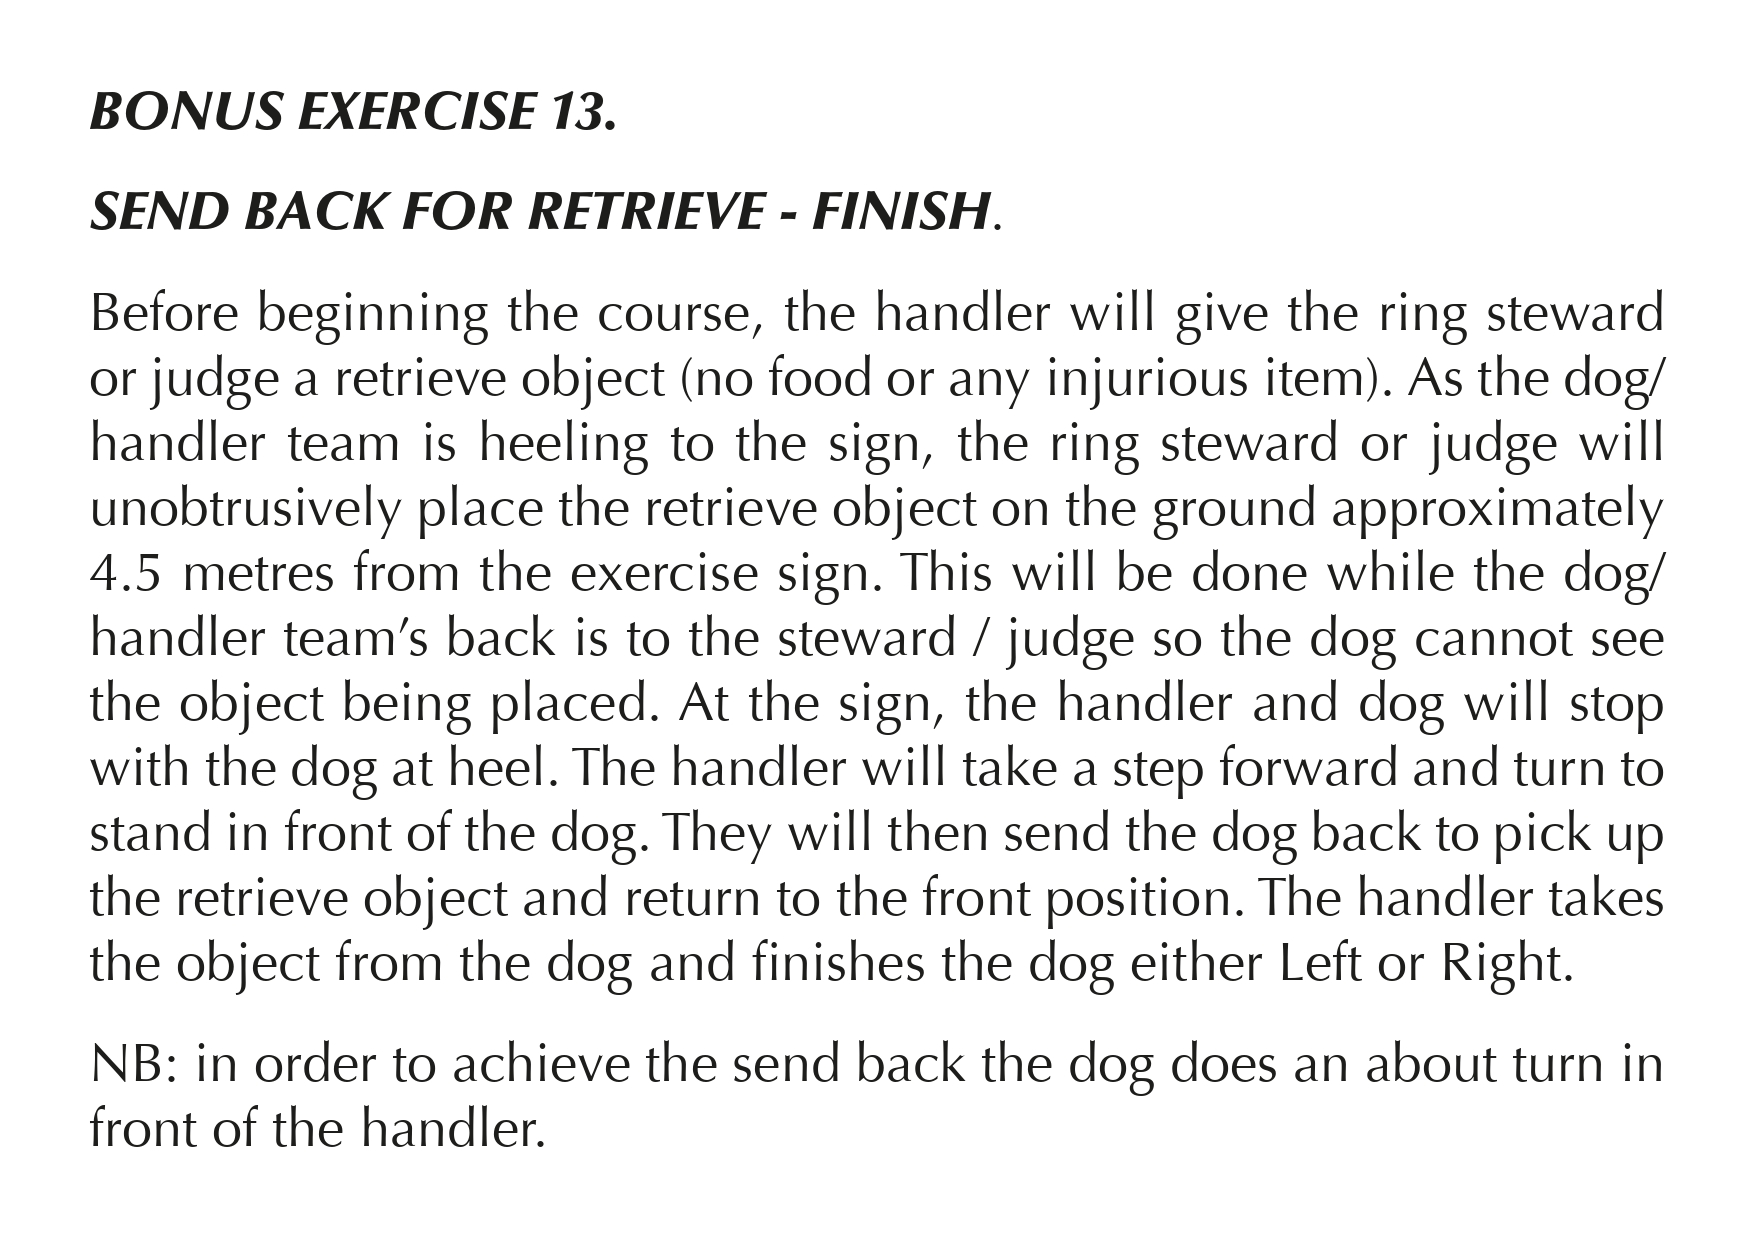 BONUS EXERCISE 13.
SEND BACK FOR RETRIEVE - FINISH.
Before beginning the course, the handler will give the ring steward
or judge a retrieve object (no food or any injurious item). As the dog/
handler team is heeling to the sign, the ring steward or judge will
unobtrusively place the retrieve object on the ground approximately
4.5 metres from the exercise sign. This will be done while the dog/
handler team’s back is to the steward / judge so the dog cannot see
the object being placed. At the sign, the handler and dog will stop
with the dog at heel. The handler will take a step forward and turn to
stand in front of the dog. They will then send the dog back to pick up
the retrieve object and return to the front position. The handler takes
the object from the dog and finishes the dog either Left or Right.
NB: in order to achieve the send back the dog does an about turn in
front of the handler.